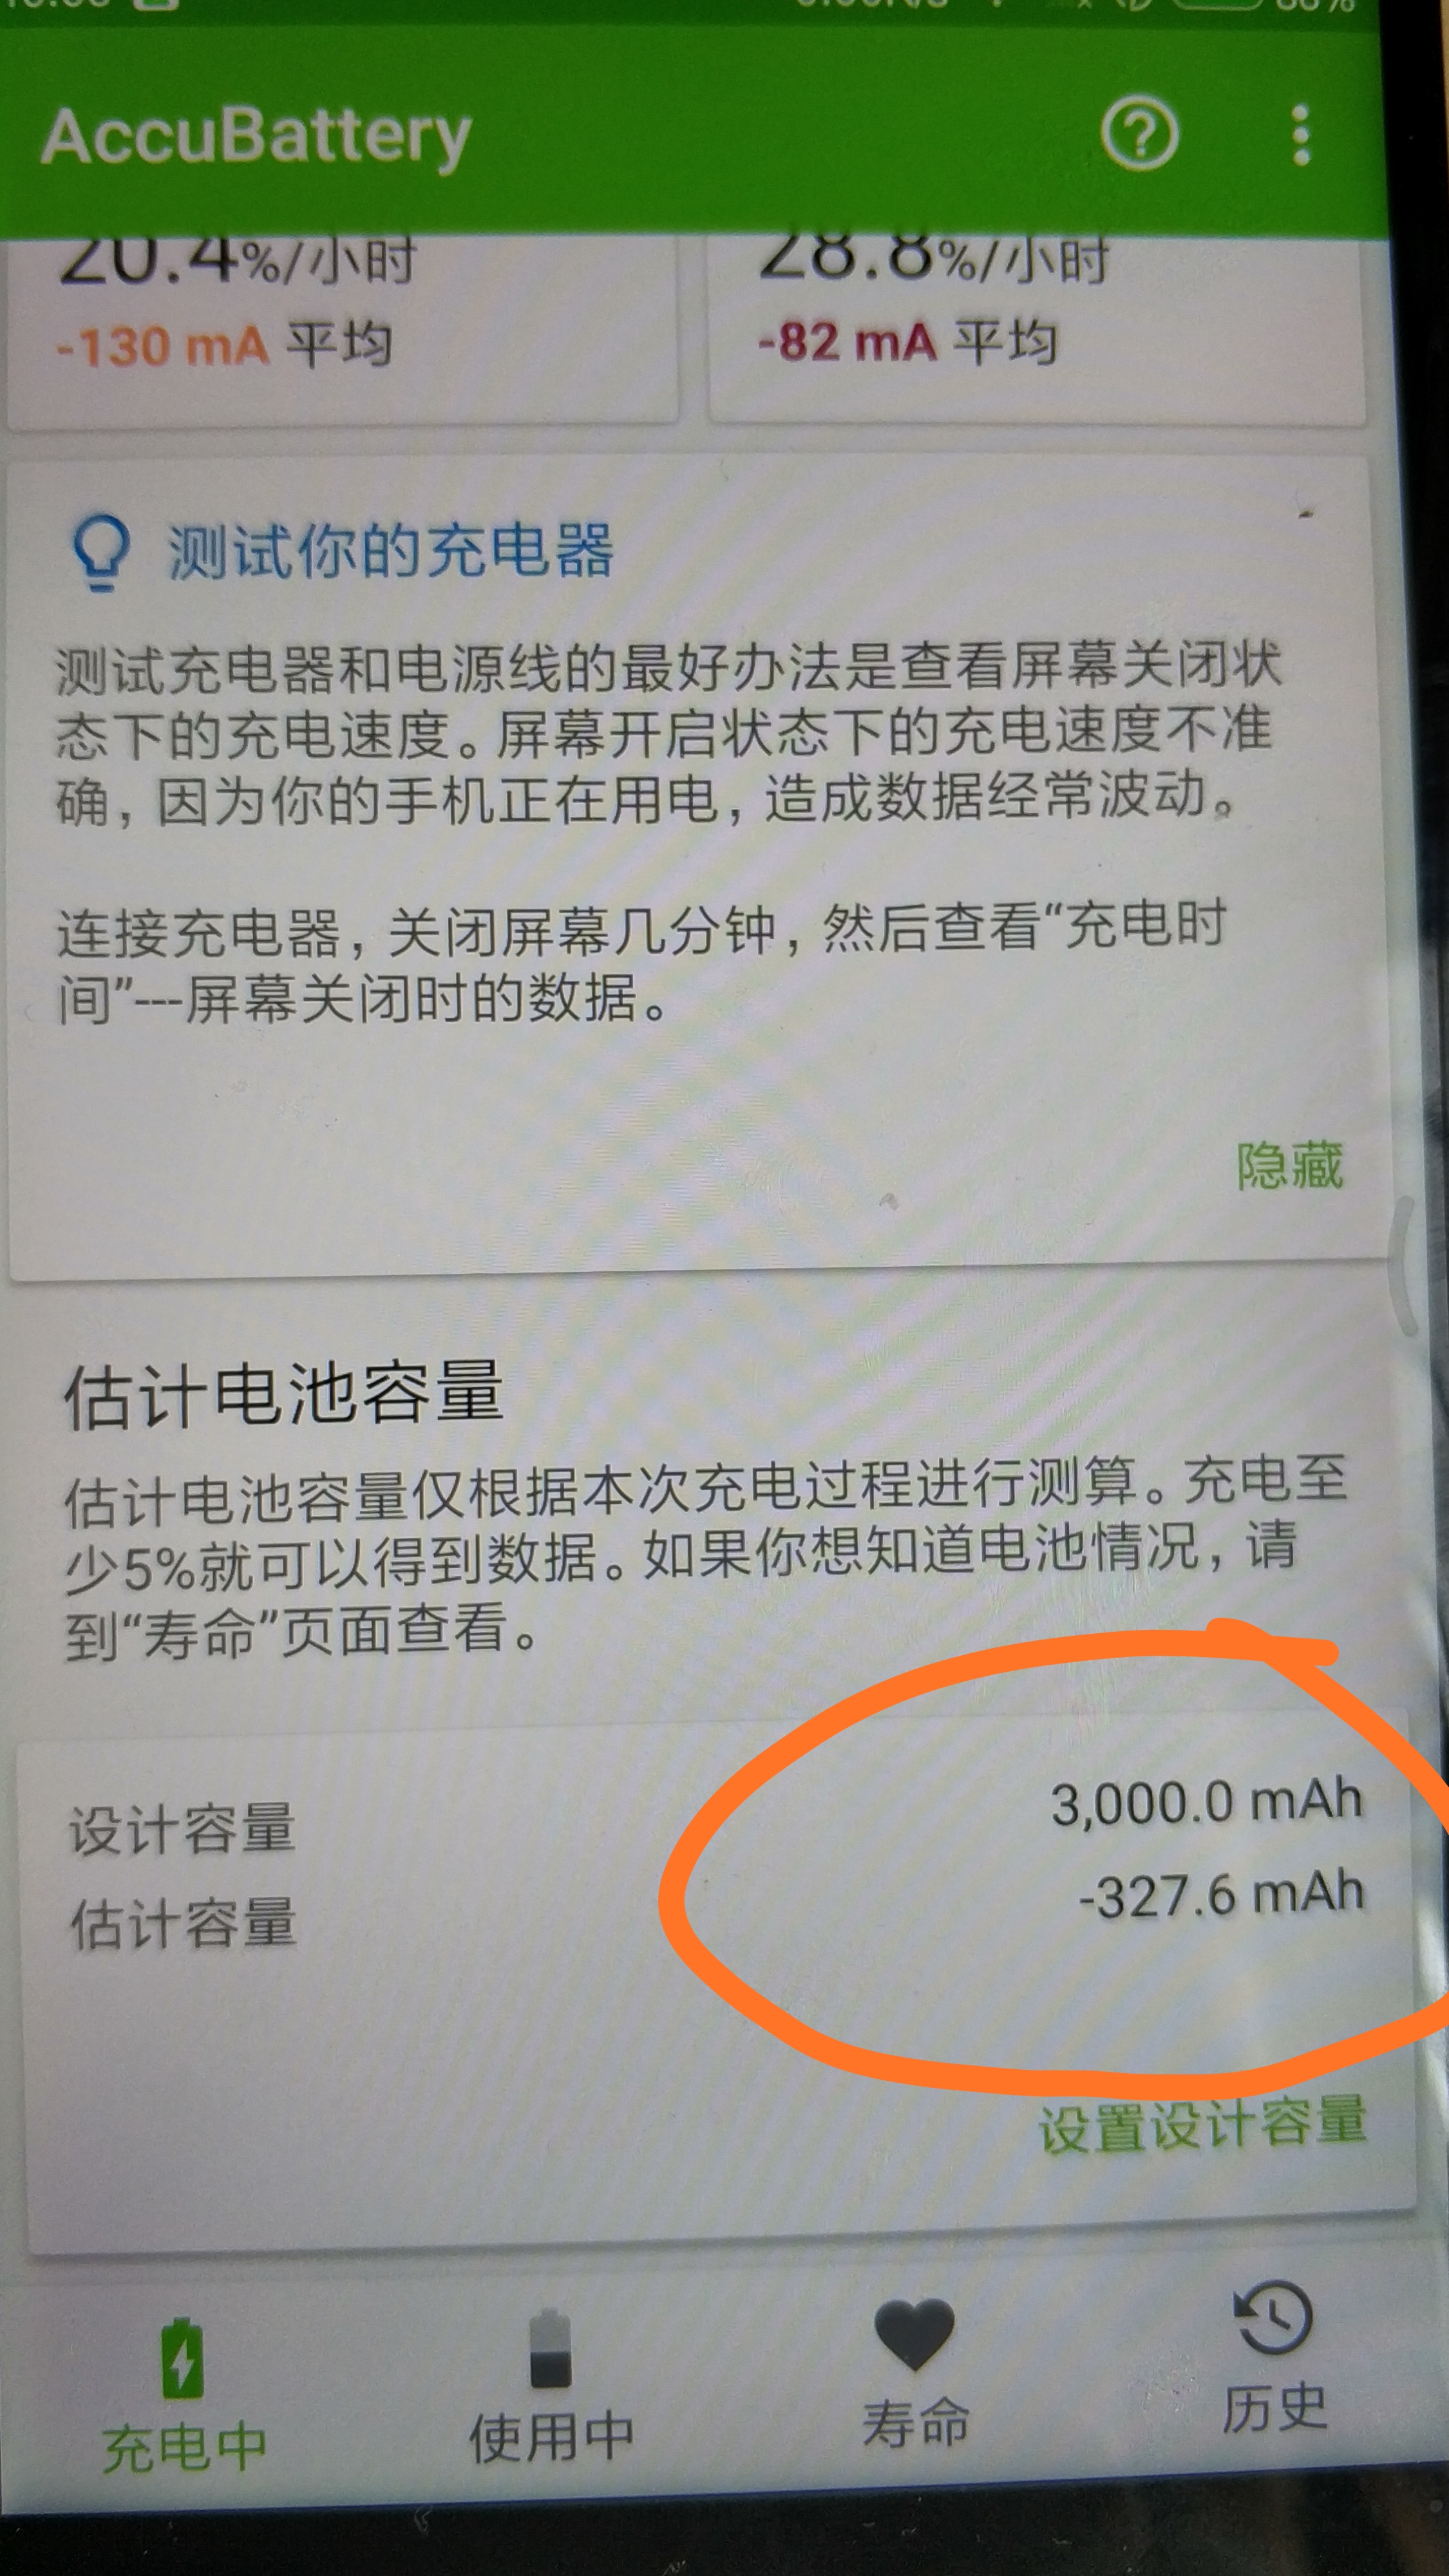 AccuBattery
20.4%/小时
28.8%/小时
-130 mA 平均
-82 mA 平均
测试你的充电器
测试充电器和电源线的最好办法是查看屏幕关闭状
态下的充电速度。屏幕开启状态下的充电速度不准
确，因为你的手机正在用电，造成数据经常波动。
连接充电器，关闭屏幕几分钟，然后查看“充电时
间”---屏幕关闭时的数据。
隐藏
估计电池容量
估计电池容量仅根据本次充电过程进行测算。充电至
少5%就可以得到数据。如果你想知道电池情况，请
到“寿命”页面查看。
设计容量
3,000.0 mAh
估计容量
-327.6 mAh
设置设计容量
充电中
使用中
寿命
历史